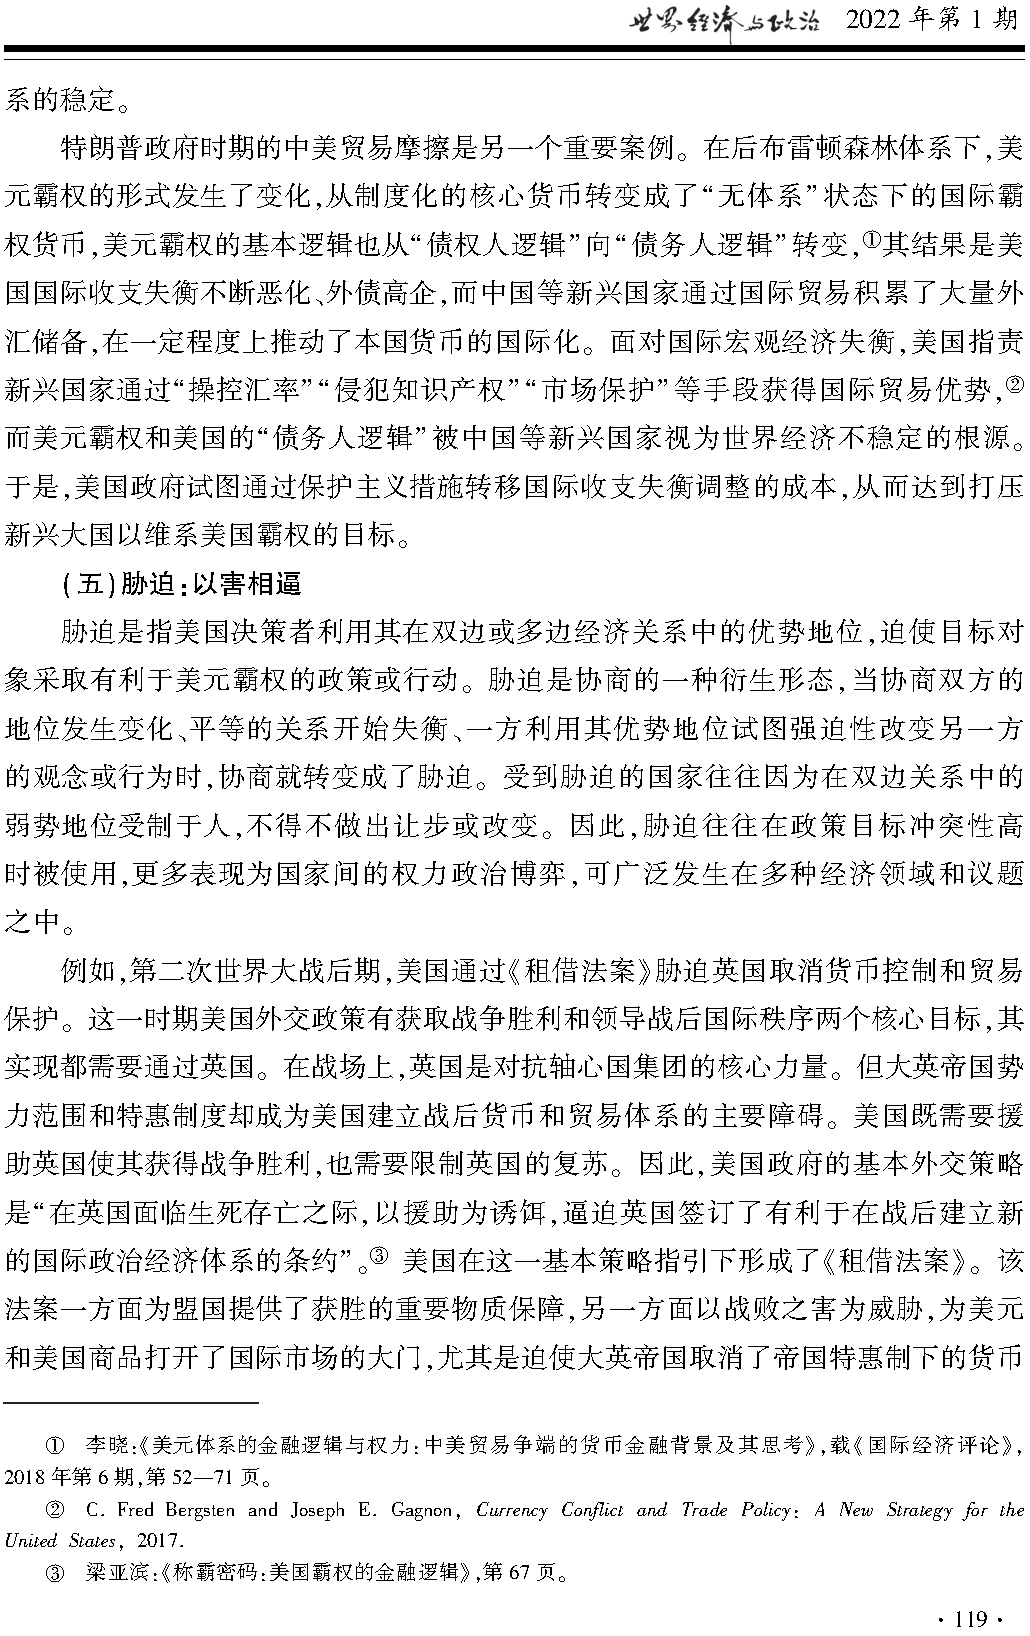 世界经济与政治 2022 年第 1 期
系的稳定。
特朗普政府时期的中美贸易摩擦是另一个重要案例。在后布雷顿森林体系下,美
元霸权的形式发生了变化,从制度化的核心货币转变成了“无体系”状态下的国际霸
权货币,美元霸权的基本逻辑也从“债权人逻辑”向“债务人逻辑”转变,①其结果是美
国国际收支失衡不断恶化、外债高企,而中国等新兴国家通过国际贸易积累了大量外
汇储备,在一定程度上推动了本国货币的国际化。面对国际宏观经济失衡,美国指责
新兴国家通过“操控汇率”“侵犯知识产权”“市场保护”等手段获得国际贸易优势,②
而美元霸权和美国的“债务人逻辑”被中国等新兴国家视为世界经济不稳定的根源。
于是,美国政府试图通过保护主义措施转移国际收支失衡调整的成本,从而达到打压
新兴大国以维系美国霸权的目标。
(五)胁迫:以害相逼
胁迫是指美国决策者利用其在双边或多边经济关系中的优势地位,迫使目标对
象采取有利于美元霸权的政策或行动。胁迫是协商的一种衍生形态,当协商双方的
地位发生变化、平等的关系开始失衡、一方利用其优势地位试图强迫性改变另一方
的观念或行为时,协商就转变成了胁迫。受到胁迫的国家往往因为在双边关系中的
弱势地位受制于人,不得不做出让步或改变。因此,胁迫往往在政策目标冲突性高
时被使用,更多表现为国家间的权力政治博弈,可广泛发生在多种经济领域和议题
之中。
例如,第二次世界大战后期,美国通过《租借法案》胁迫英国取消货币控制和贸易
保护。这一时期美国外交政策有获取战争胜利和领导战后国际秩序两个核心目标,其
实现都需要通过英国。在战场上,英国是对抗轴心国集团的核心力量。但大英帝国势
力范围和特惠制度却成为美国建立战后货币和贸易体系的主要障碍。美国既需要援
助英国使其获得战争胜利,也需要限制英国的复苏。因此,美国政府的基本外交策略
是“在英国面临生死存亡之际,以援助为诱饵,逼迫英国签订了有利于在战后建立新
的国际政治经济体系的条约”。③ 美国在这一基本策略指引下形成了《租借法案》。该
法案一方面为盟国提供了获胜的重要物质保障,另一方面以战败之害为威胁,为美元
和美国商品打开了国际市场的大门,尤其是迫使大英帝国取消了帝国特惠制下的货币
① 李晓:《美元体系的金融逻辑与权力:中美贸易争端的货币金融背景及其思考》,载《国际经济评论》,
2018 年第 6 期,第 52—71 页。
② C. Fred Bergsten and Joseph E. Gagnon, Currency Conflict and Trade Policy: A New Strategy for the
United States, 2017.
③ 梁亚滨:《称霸密码:美国霸权的金融逻辑》,第 67 页。
· 119 ·